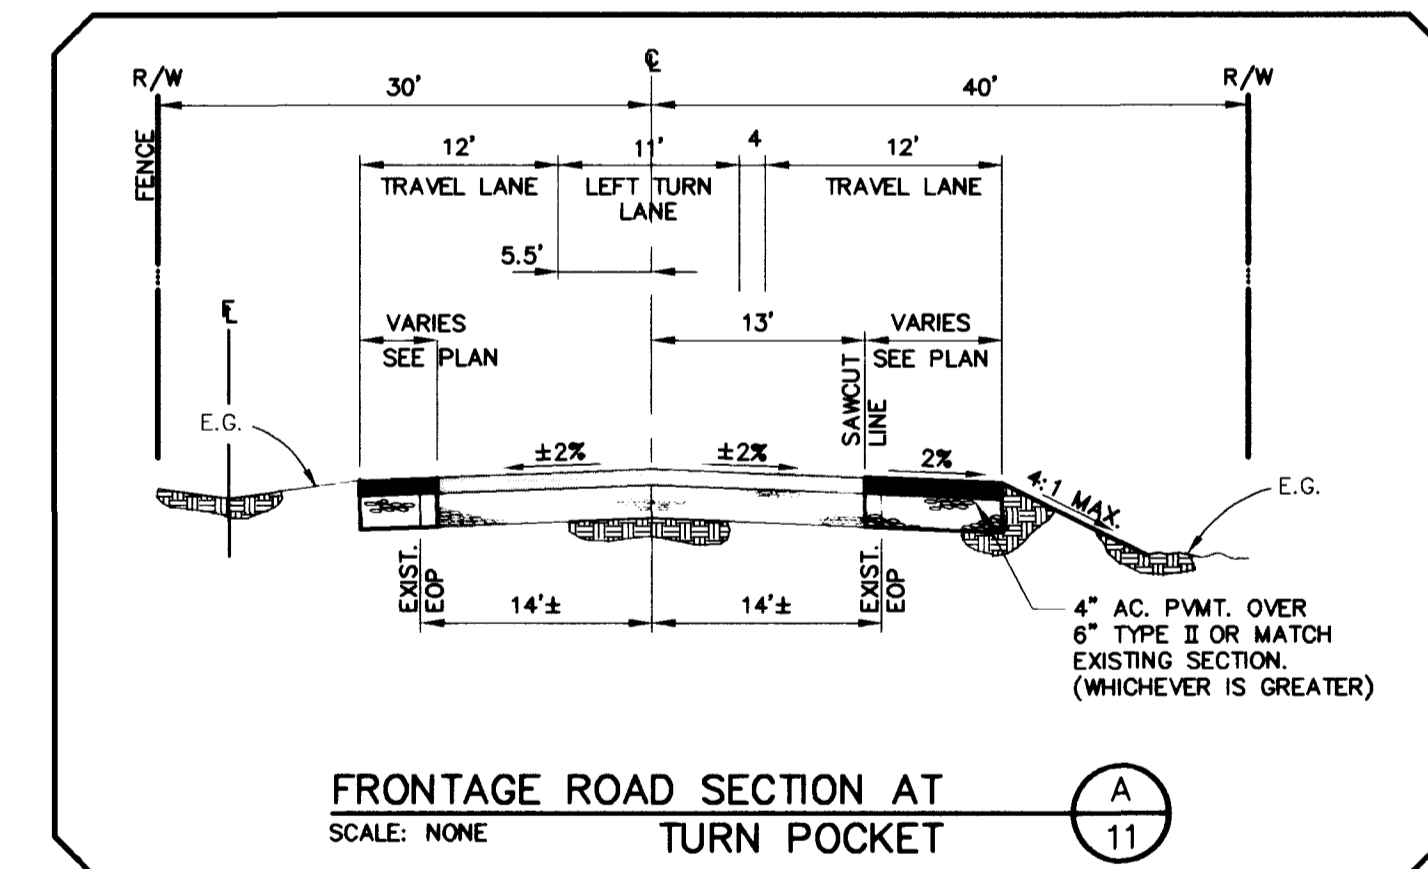 ℄
R/W
30'
40'
R/W
FENCE
12'
11'
4
12'
TRAVEL LANE
LEFT TURN
LANE
TRAVEL LANE
5.5'
VARIES
SEE PLAN
13'
VARIES
SEE PLAN
SAWCUT
LINE
E.G.
±2%
±2%
2%
4:1 MAX.
E.G.
EXIST.
EOP
14'±
14'±
EXIST.
EOP
4" AC. PVMT. OVER
6" TYPE II OR MATCH
EXISTING SECTION.
(WHICHEVER IS GREATER)
FRONTAGE ROAD SECTION AT
TURN POCKET
SCALE: NONE
A
11